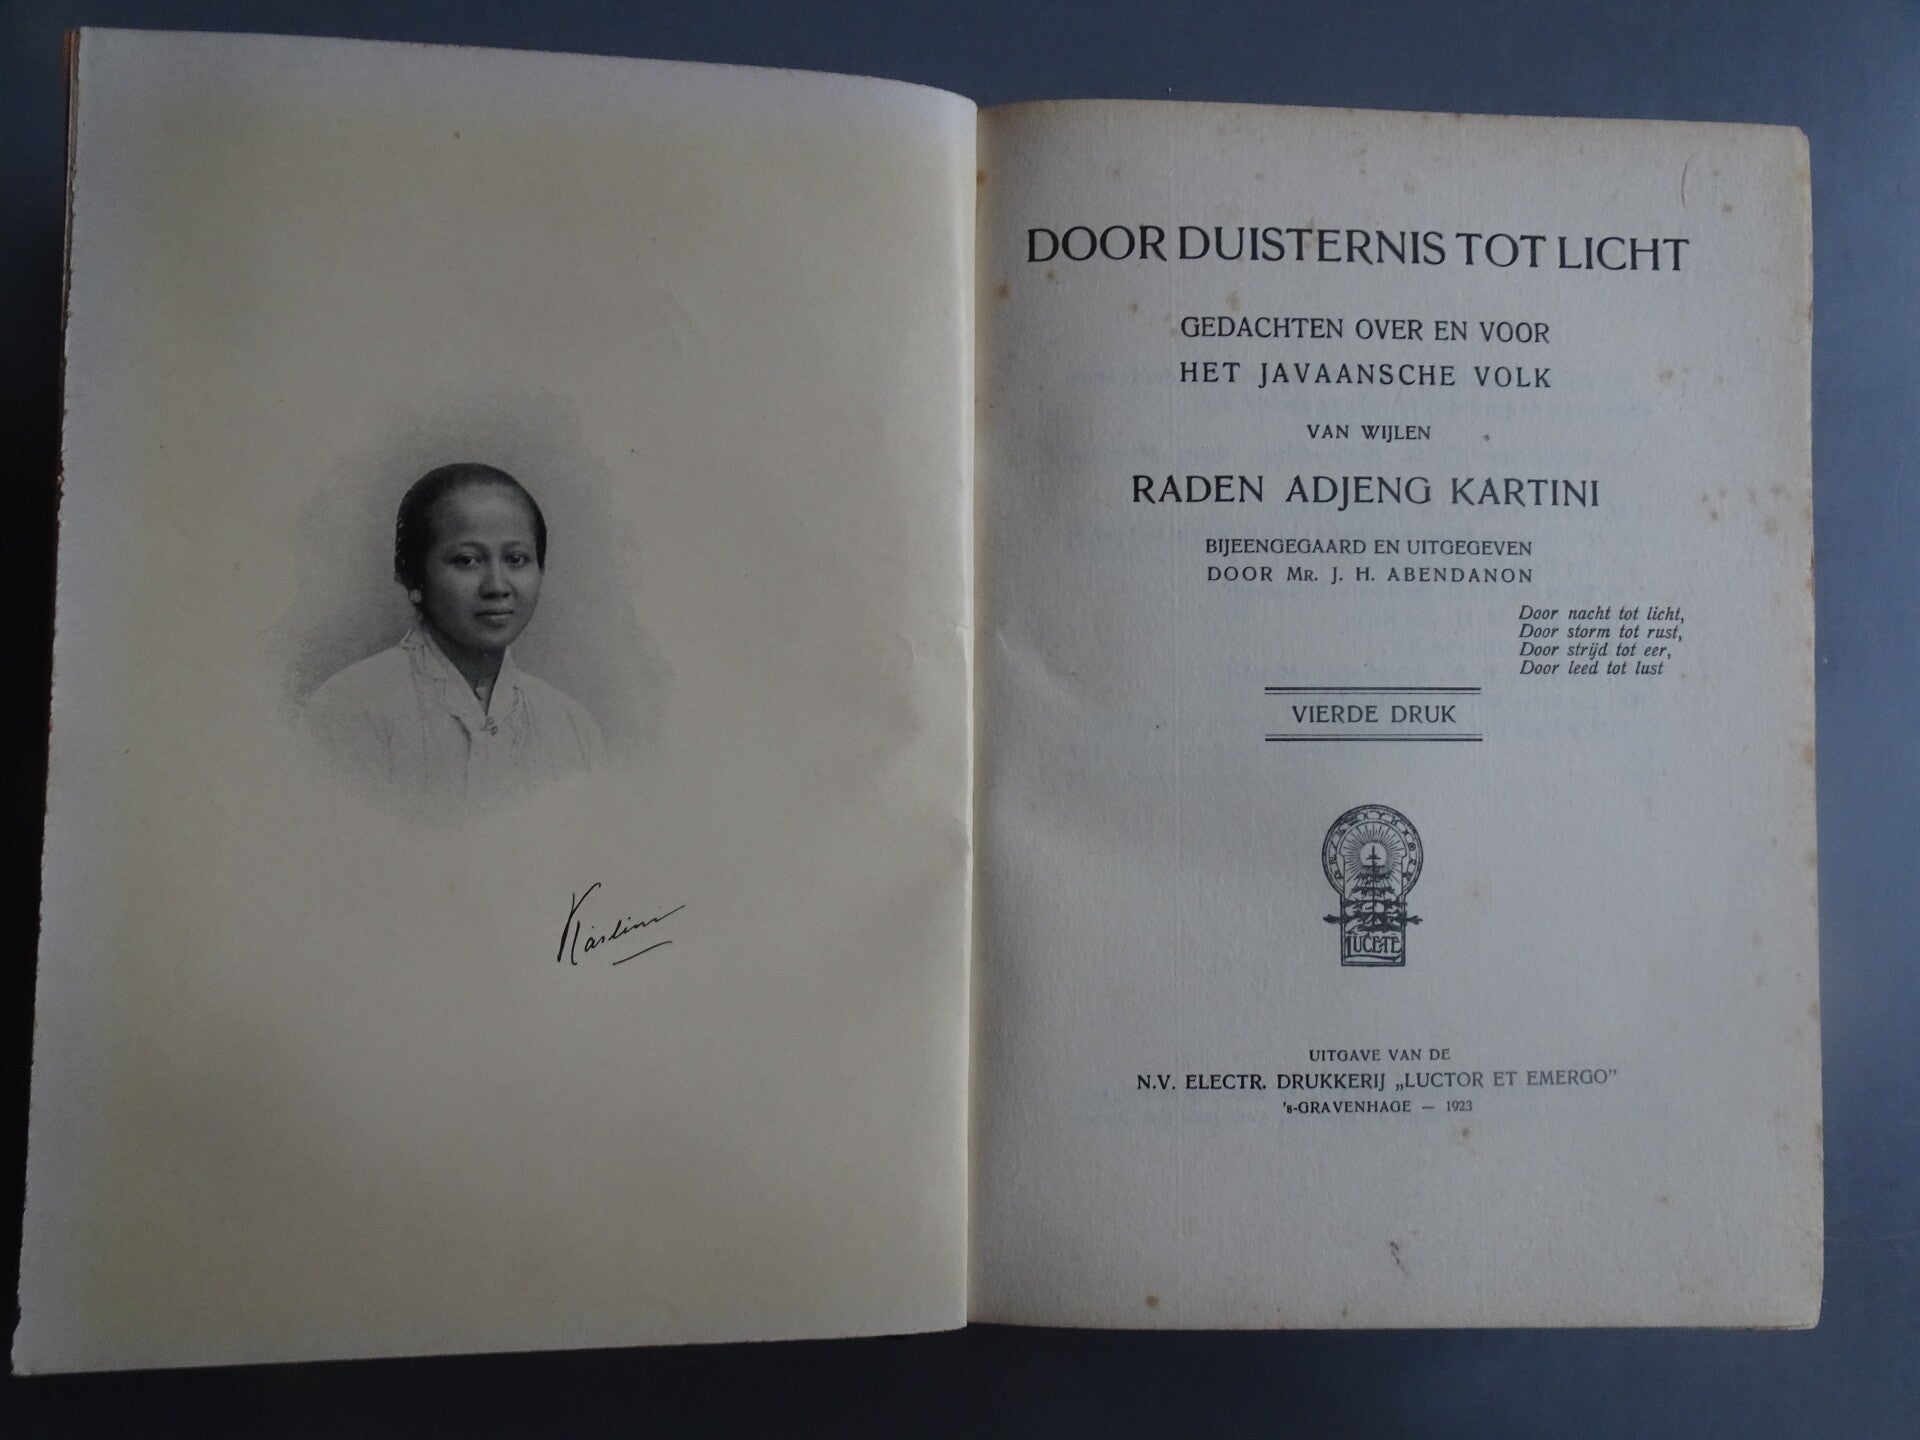 Kartini
DOOR DUISTERNIS TOT LICHT
GEDACHTEN OVER EN VOOR
HET JAVAANSCHE VOLK
VAN WIJLEN
RADEN ADJENG KARTINI
BIJEENGEGAARD EN UITGEGEVEN
DOOR MR. J. H. ABENDANON
Door nacht tot licht,
Door storm tot rust,
Door strijd tot eer,
Door leed tot lust
VIERDE DRUK
LUCETE
UITGAVE VAN DE
N.V. ELECTR. DRUKKERIJ „LUCTOR ET EMERGO”
's-GRAVENHAGE — 1923